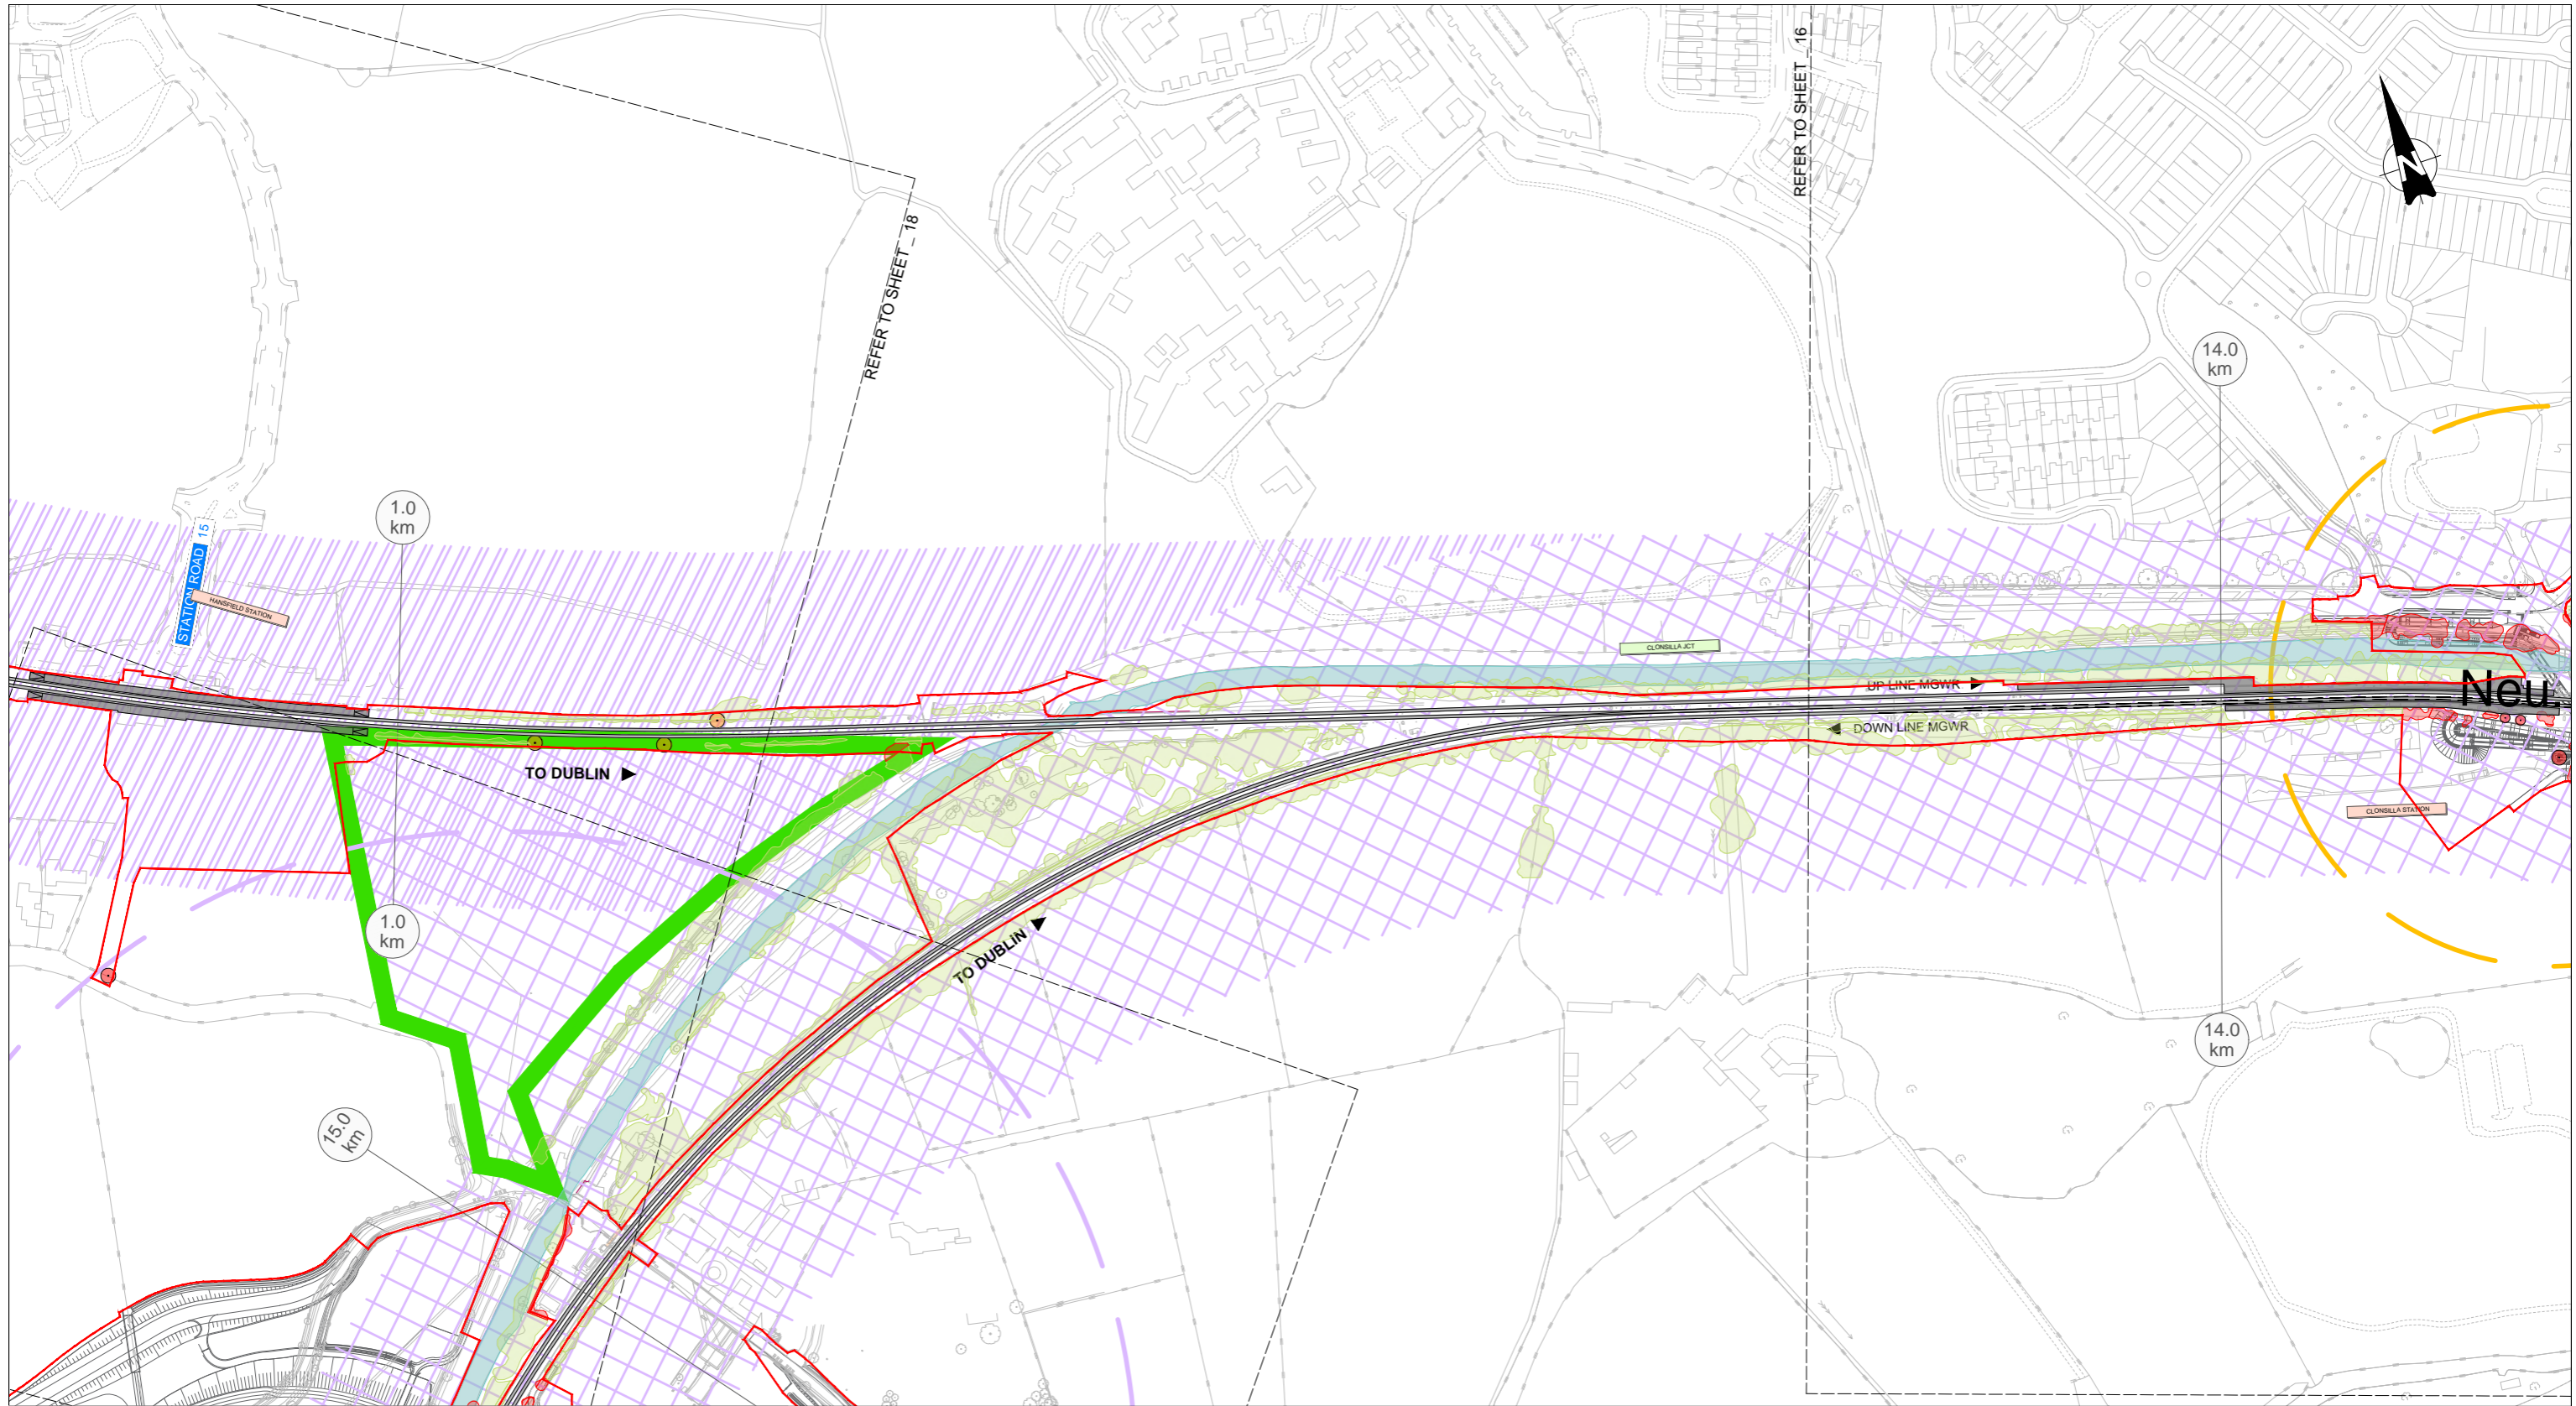 REFER TO SHEET _ 16
N
REFER TO SHEET _ 18
14.0
km
1.0
km
STATION ROAD 15
HANSFIELD STATION
CLONSILLA JCT
UP LINE MGWR
Neu.
DOWN LINE MGWR
TO DUBLIN
CLONSILLA STATION
1.0
km
TO DUBLIN
14.0
km
15.0
km